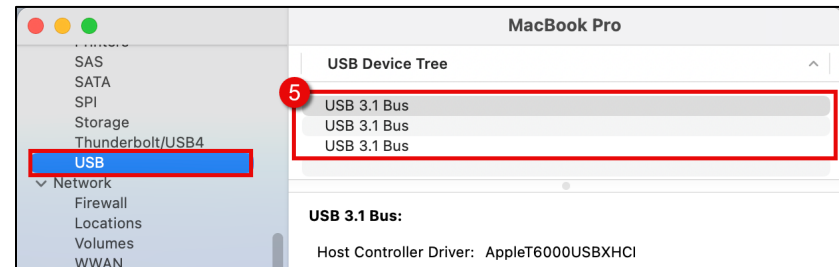 MacBook Pro
Printers
SAS
SATA
SPI
Storage
Thunderbolt/USB4
USB
Network
Firewall
Locations
Volumes
WWAN
USB Device Tree
5
USB 3.1 Bus
USB 3.1 Bus
USB 3.1 Bus
USB 3.1 Bus:
Host Controller Driver: AppleT6000USBXHCI